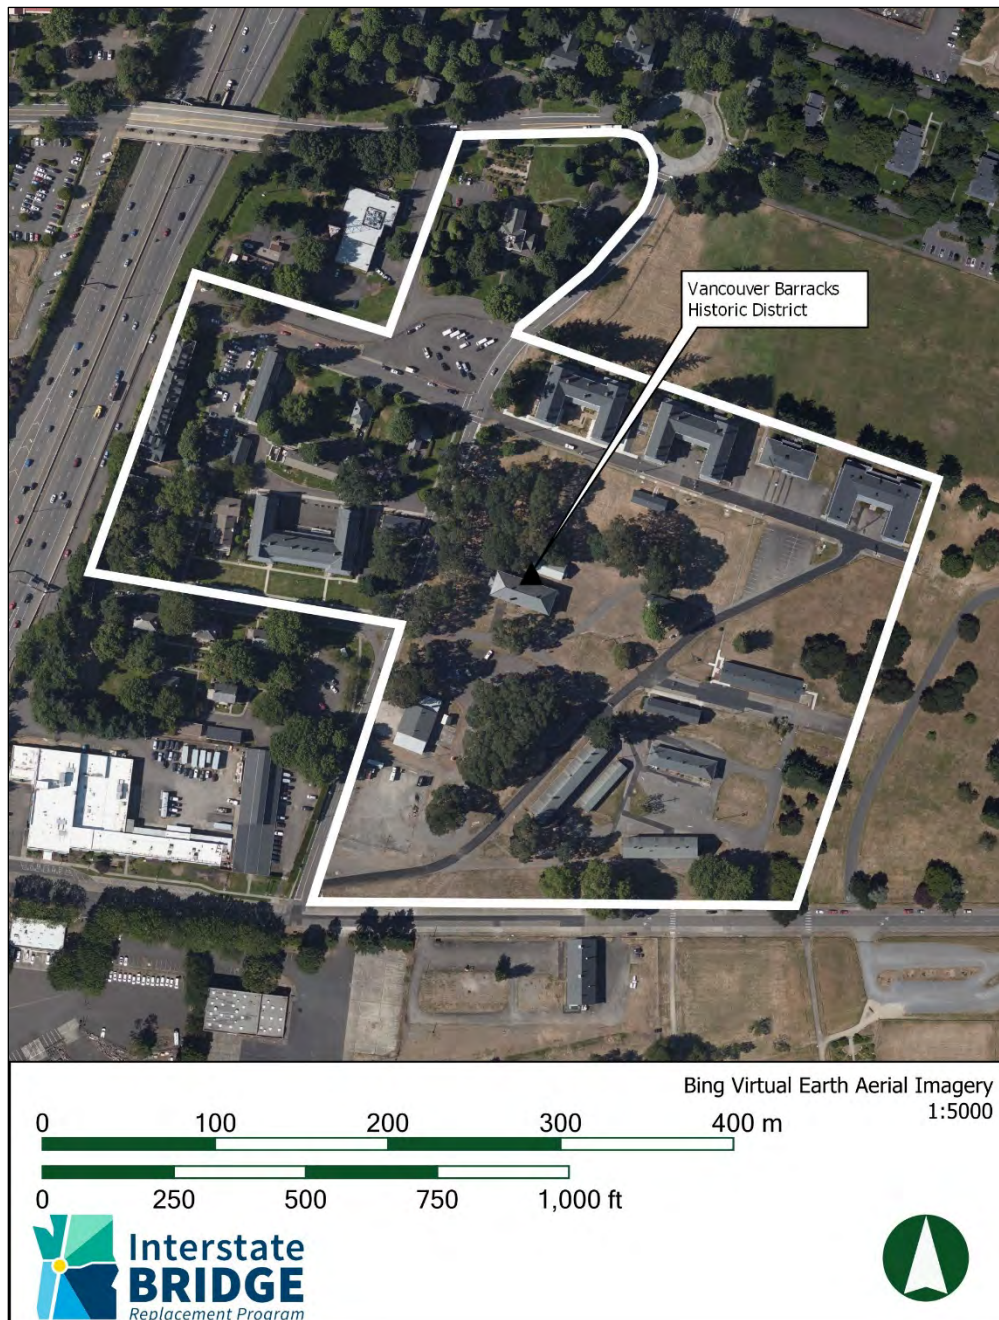 Vancouver Barracks
Historic District
Bing Virtual Earth Aerial Imagery
1:5000
0 100 200 300 400 m
0 250 500 750 1,000 ft
Interstate
BRIDGE
Replacement Program